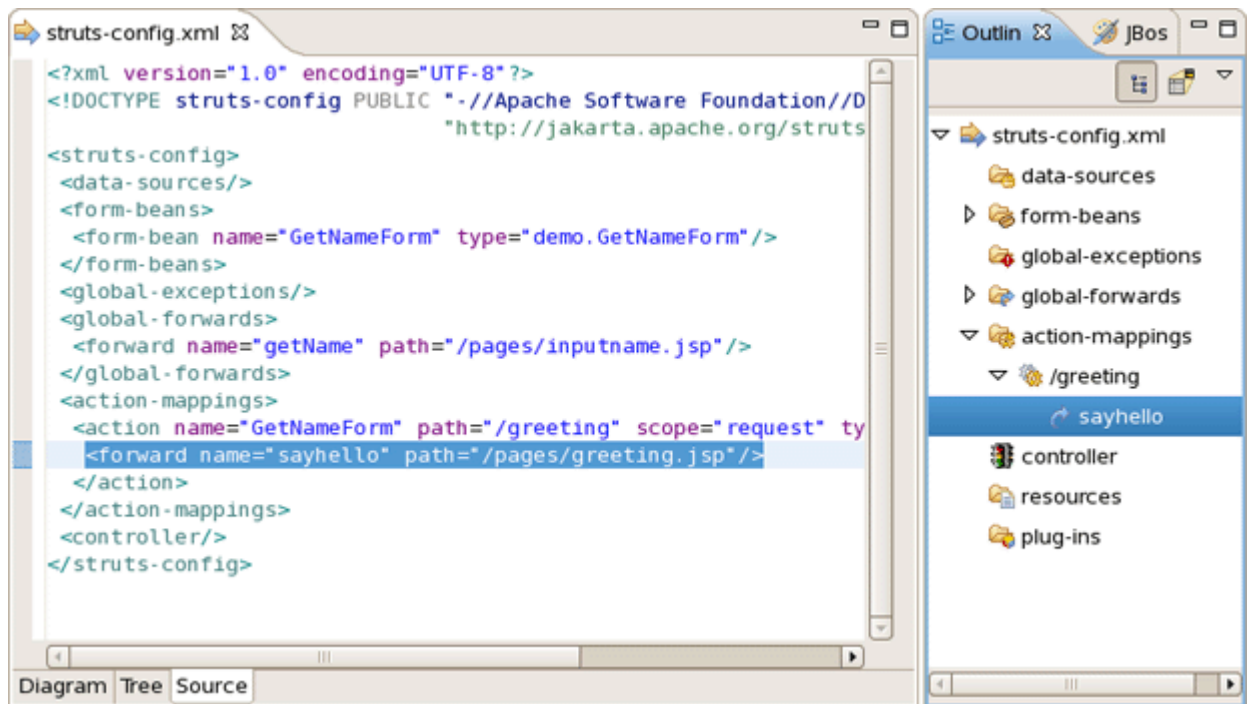 struts-config.xml
<?xml version="1.0" encoding="UTF-8"?>
<!DOCTYPE struts-config PUBLIC "-//Apache Software Foundation//D
"http://jakarta.apache.org/struts
<struts-config>
<data-sources/>
<form-beans>
<form-bean name="GetNameForm" type="demo.GetNameForm"/>
</form-beans>
<global-exceptions/>
<global-forwards>
<forward name="getName" path="/pages/inputname.jsp"/>
</global-forwards>
<action-mappings>
<action name="GetNameForm" path="/greeting" scope="request" ty
<forward name="sayhello" path="/pages/greeting.jsp"/>
</action>
</action-mappings>
<controller/>
</struts-config>
Diagram Tree Source
Outlin JBos
struts-config.xml
data-sources
form-beans
global-exceptions
global-forwards
action-mappings
/greeting
sayhello
controller
resources
plug-ins